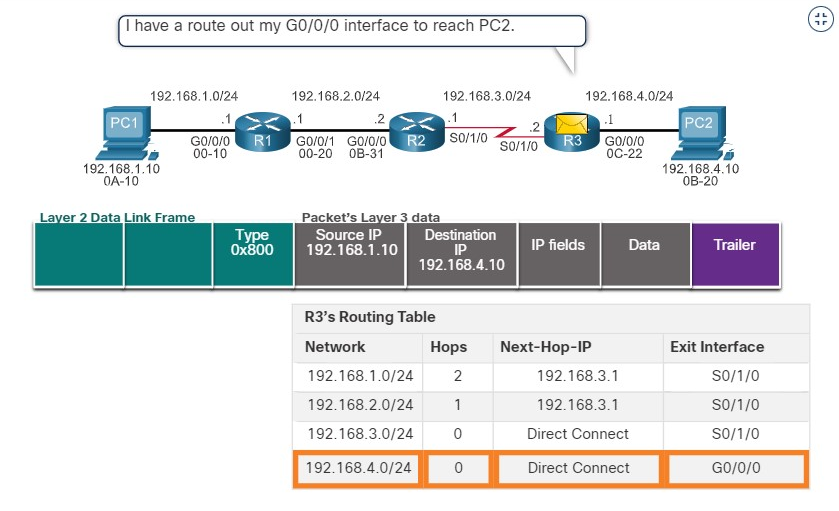 I have a route out my G0/0/0 interface to reach PC2.
192.168.1.0/24 192.168.2.0/24 192.168.3.0/24 192.168.4.0/24
PC1 .1 R1 .1 .2 R2 .1 .2 R3 .1 PC2
G0/0/0 G0/0/1 G0/0/0 S0/1/0 S0/1/0 G0/0/0
00-10 00-20 0B-31 0C-22
192.168.1.10 192.168.4.10
0A-10 0B-20
Layer 2 Data Link Frame Packet's Layer 3 data
Type
0x800
Source IP
192.168.1.10
Destination
IP
192.168.4.10
IP fields
Data
Trailer
R3's Routing Table
Network Hops Next-Hop-IP Exit Interface
192.168.1.0/24 2 192.168.3.1 S0/1/0
192.168.2.0/24 1 192.168.3.1 S0/1/0
192.168.3.0/24 0 Direct Connect S0/1/0
192.168.4.0/24 0 Direct Connect G0/0/0